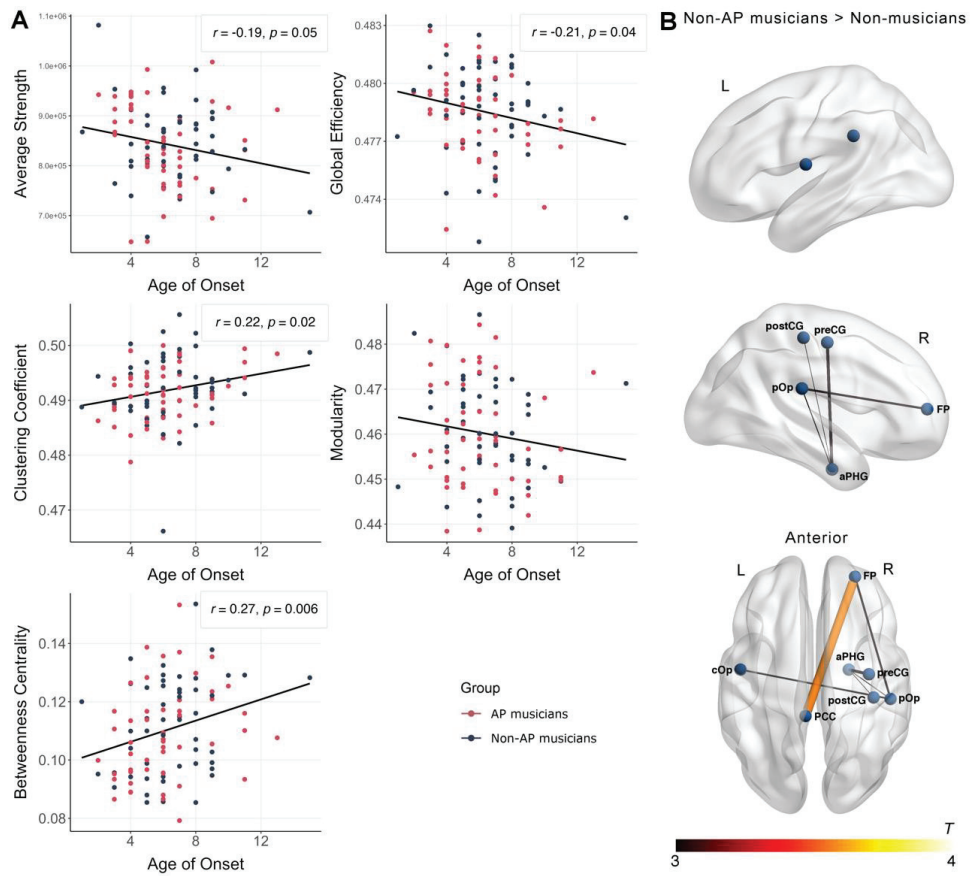 A
r = -0.19, p = 0.05
Average Strength
1.1e+06
1.0e+06
9.0e+05
8.0e+05
7.0e+05
4 8 12
Age of Onset
r = -0.21, p = 0.04
Global Efficiency
0.483
0.480
0.477
0.474
4 8 12
Age of Onset
r = 0.22, p = 0.02
Clustering Coefficient
0.50
0.49
0.48
0.47
4 8 12
Age of Onset
Modularity
0.48
0.47
0.46
0.45
0.44
4 8 12
Age of Onset
r = 0.27, p = 0.006
Betweenness Centrality
0.14
0.12
0.10
0.08
4 8 12
Age of Onset
Group
AP musicians
Non-AP musicians
B Non-AP musicians > Non-musicians
L
R
postCG preCG
pOp
FP
aPHG
Anterior
L R
FP
aPHG
cOp preCG
postCG pOp
PCC
T
3 4